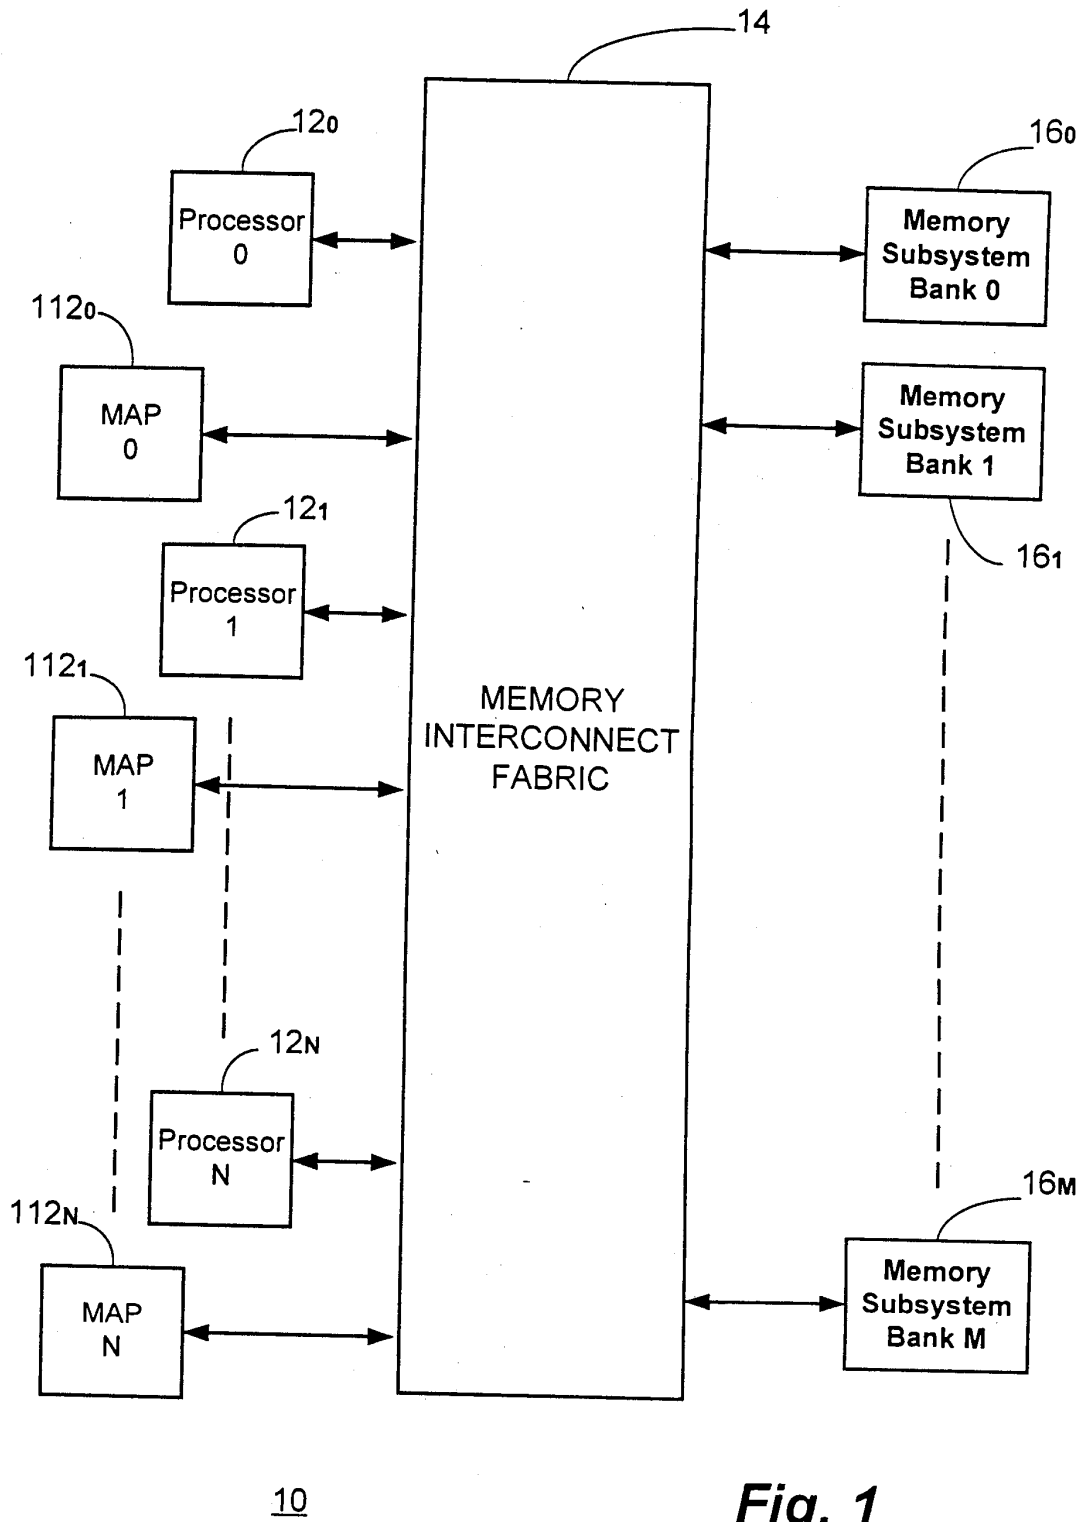 14
12₀
16₀
Processor
0
Memory
Subsystem
Bank 0
112₀
MAP
0
Memory
Subsystem
Bank 1
12₁
16₁
Processor
1
112₁
MAP
1
MEMORY
INTERCONNECT
FABRIC
12N
Processor
N
16M
112N
Memory
Subsystem
Bank M
MAP
N
10
Fig. 1